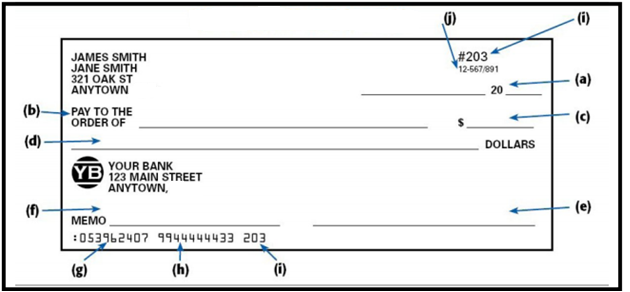 (j) (i)
JAMES SMITH #203
JANE SMITH 12-567/891
321 OAK ST
ANYTOWN 20 (a)
(b) PAY TO THE
ORDER OF $ (c)
(d) DOLLARS
YB YOUR BANK
123 MAIN STREET
ANYTOWN,
(f) (e)
MEMO
:053962407 9944444433 203
(g) (h) (i)